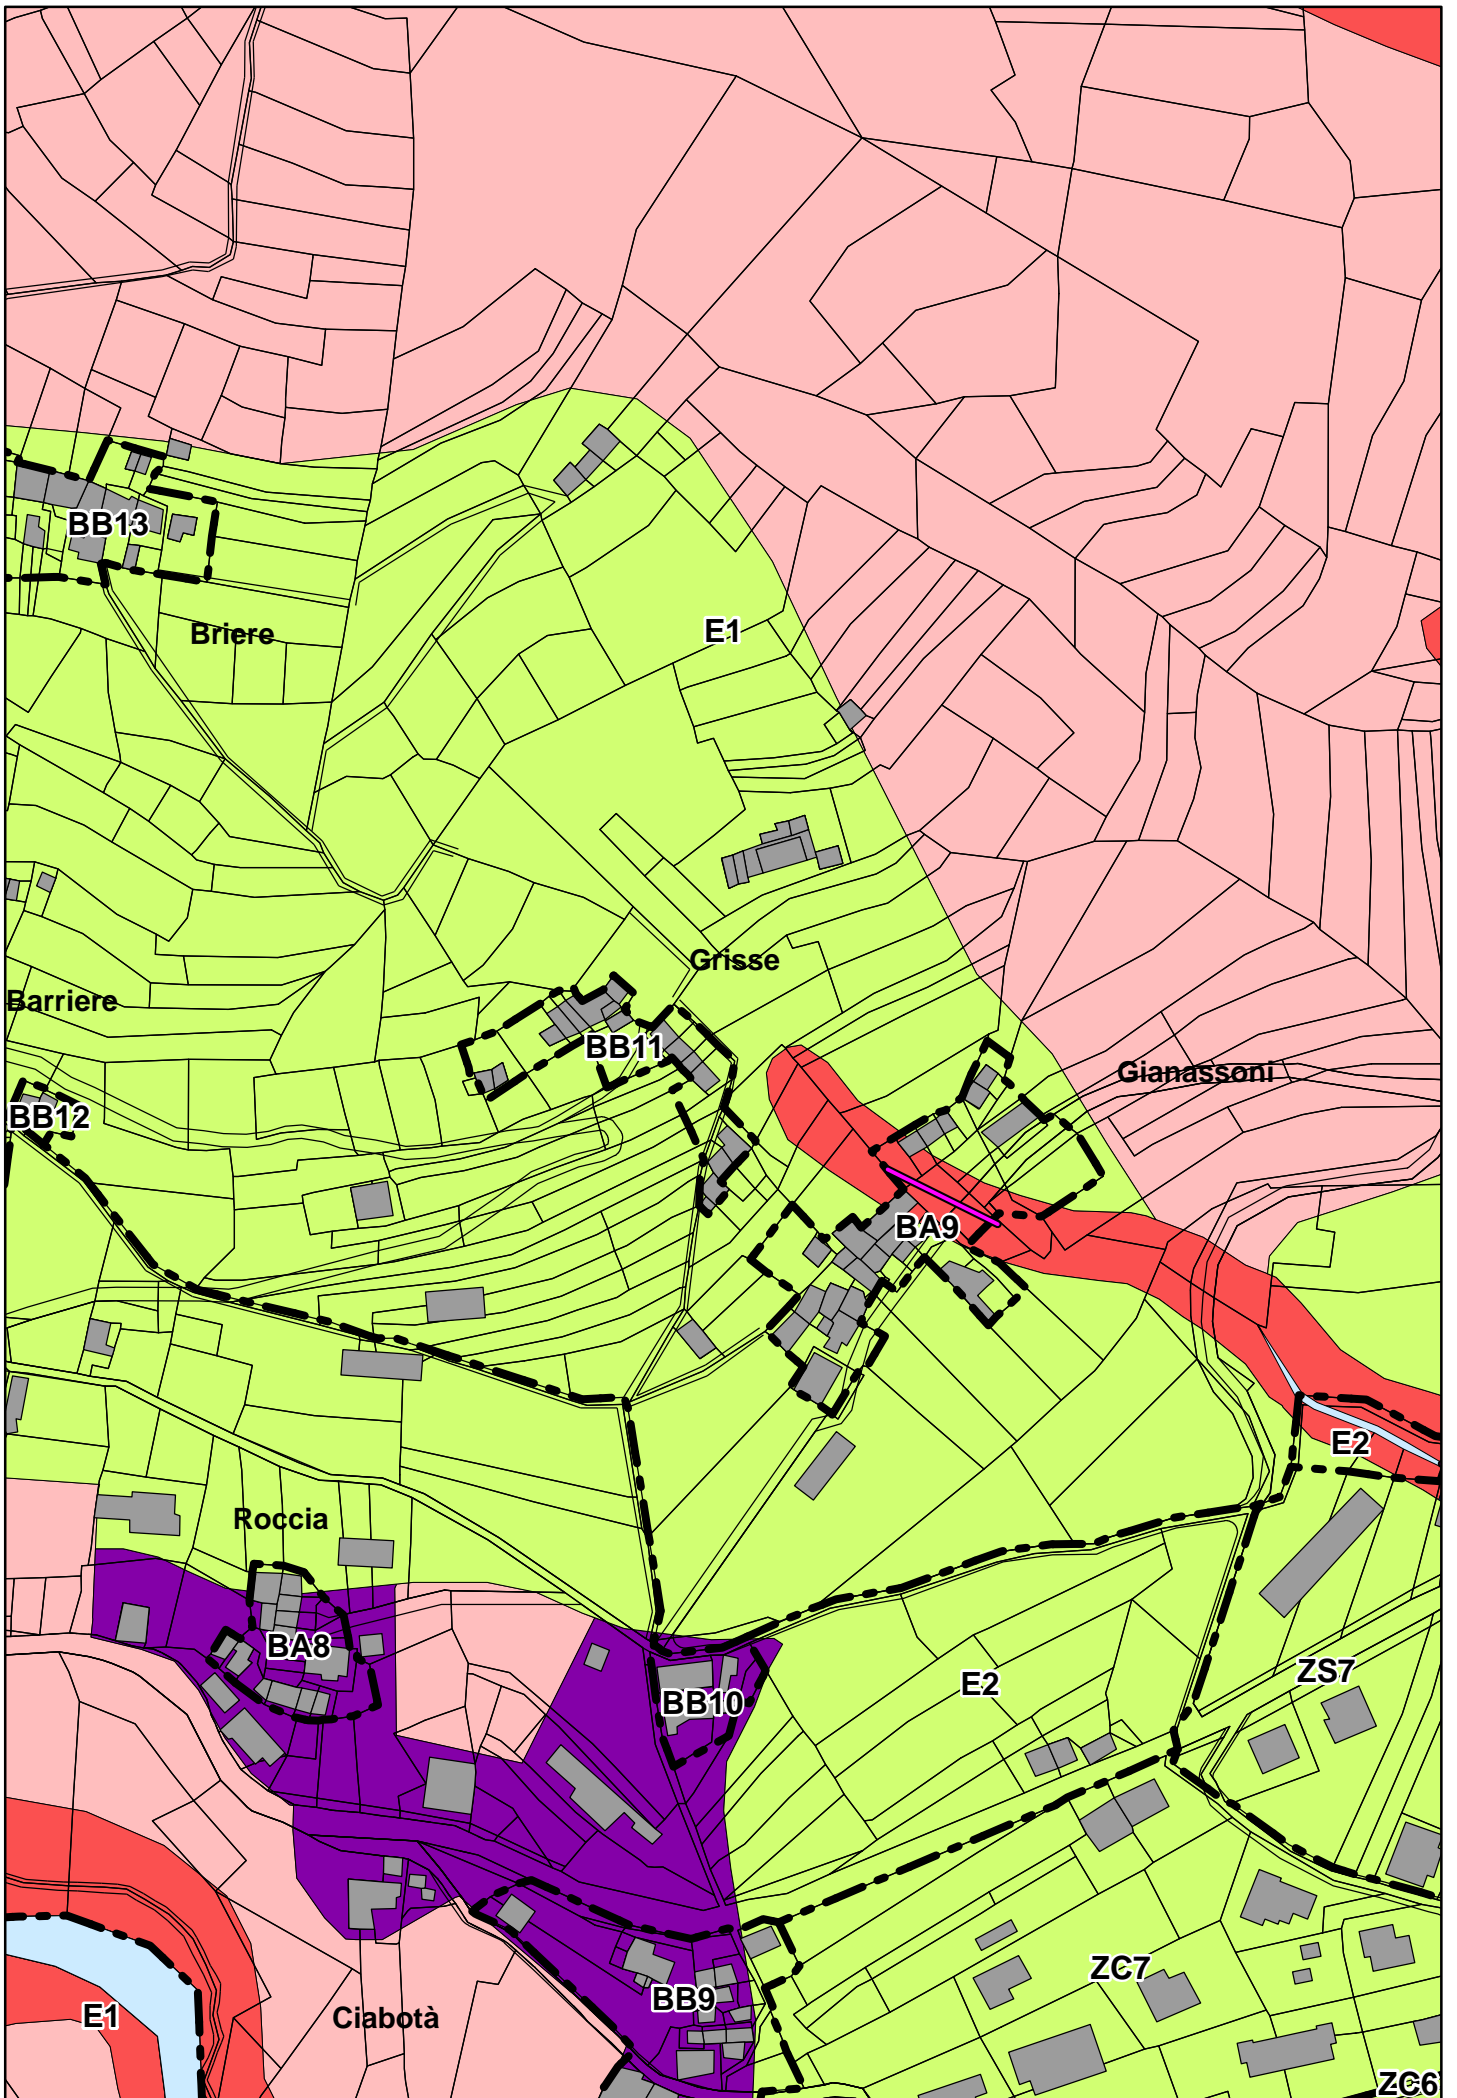 BB13
Briere
E1
Grisse
Barriere
BB11
Gianassoni
BB12
BA9
E2
Roccia
BA8
ZS7
E2
BB10
ZC7
BB9
E1
Ciabotà
ZC6